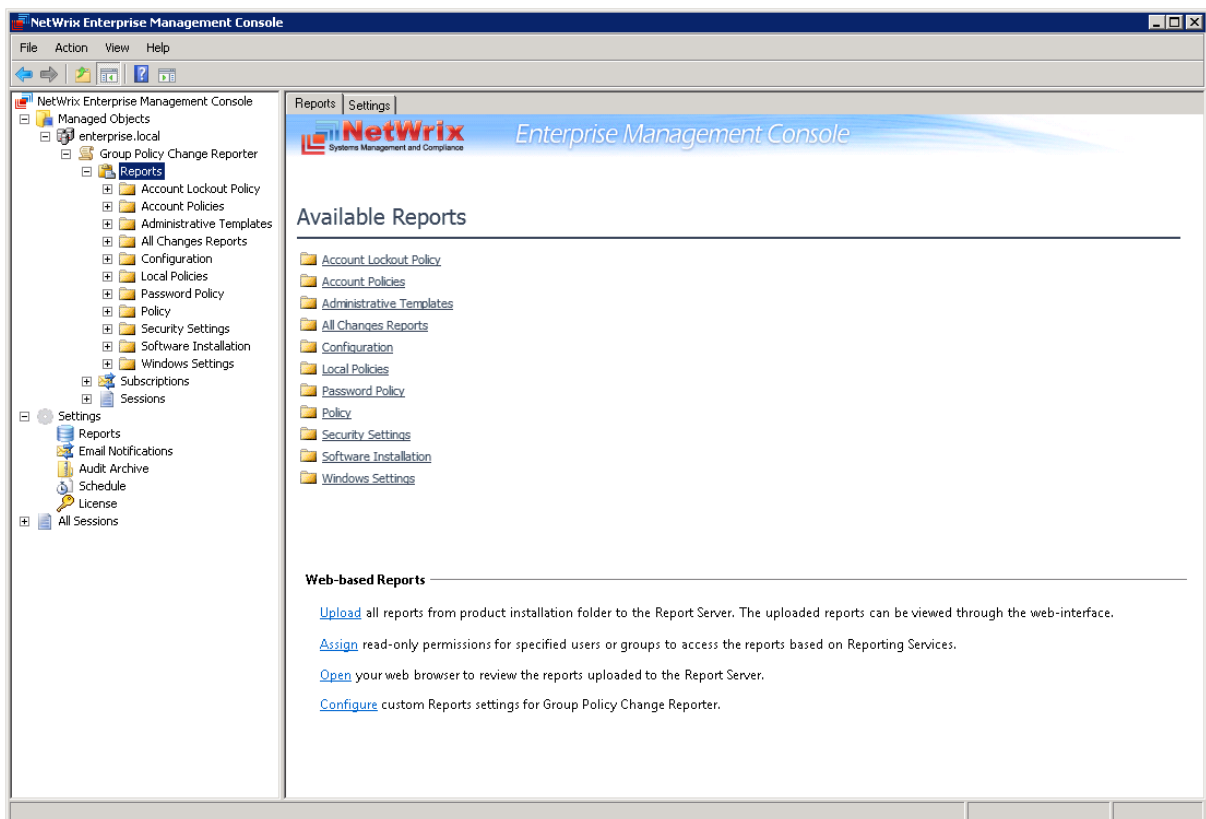 NetWrix Enterprise Management Console
File Action View Help
NetWrix Enterprise Management Console
Managed Objects
enterprise.local
Group Policy Change Reporter
Reports
Account Lockout Policy
Account Policies
Administrative Templates
All Changes Reports
Configuration
Local Policies
Password Policy
Policy
Security Settings
Software Installation
Windows Settings
Subscriptions
Sessions
Settings
Reports
Email Notifications
Audit Archive
Schedule
License
All Sessions
Reports Settings
NetWrix
Systems Management and Compliance
Enterprise Management Console
Available Reports
Account Lockout Policy
Account Policies
Administrative Templates
All Changes Reports
Configuration
Local Policies
Password Policy
Policy
Security Settings
Software Installation
Windows Settings
Web-based Reports
Upload all reports from product installation folder to the Report Server. The uploaded reports can be viewed through the web-interface.
Assign read-only permissions for specified users or groups to access the reports based on Reporting Services.
Open your web browser to review the reports uploaded to the Report Server.
Configure custom Reports settings for Group Policy Change Reporter.